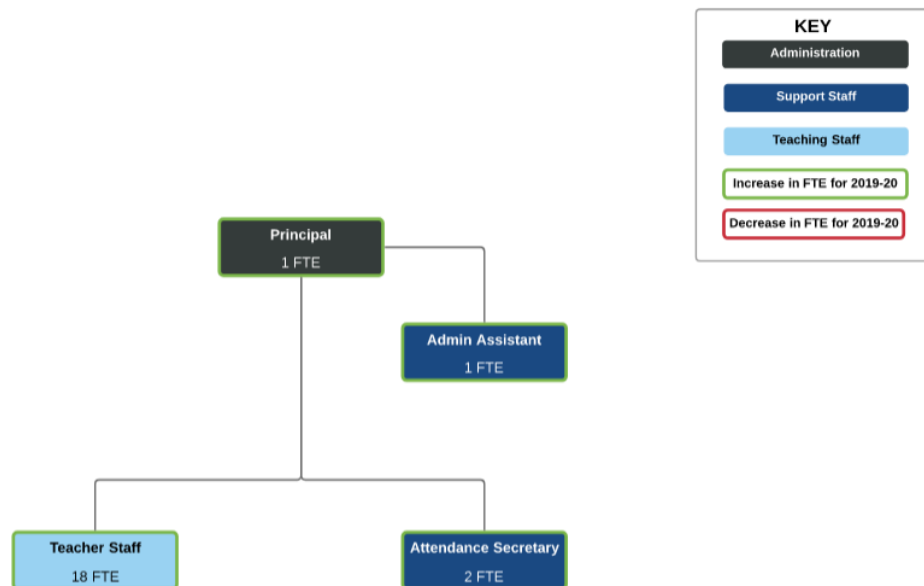 KEY
Administration
Support Staff
Teaching Staff
Increase in FTE for 2019-20
Decrease in FTE for 2019-20
Principal
1 FTE
Admin Assistant
1 FTE
Teacher Staff
18 FTE
Attendance Secretary
2 FTE